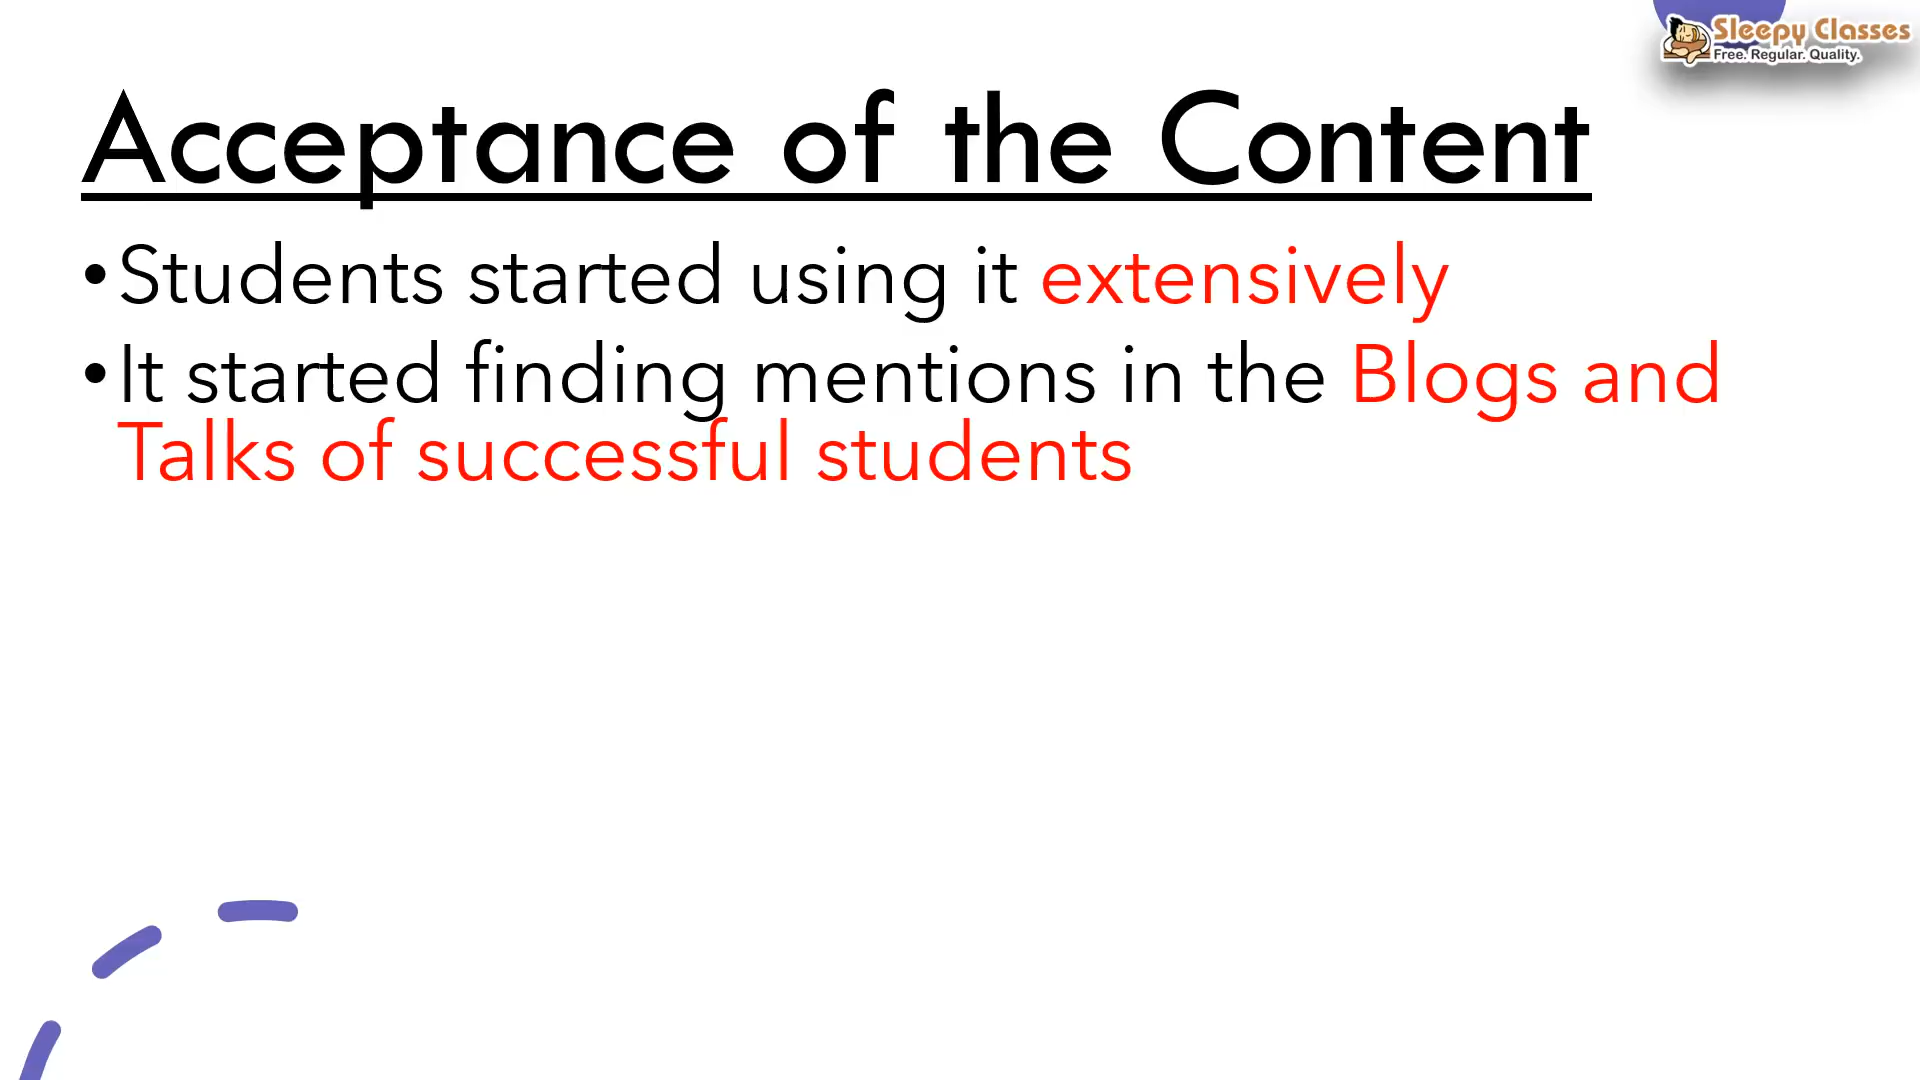 Sleepy Classes
Free. Regular. Quality.
Acceptance of the Content
•Students started using it extensively
•It started finding mentions in the Blogs and
Talks of successful students